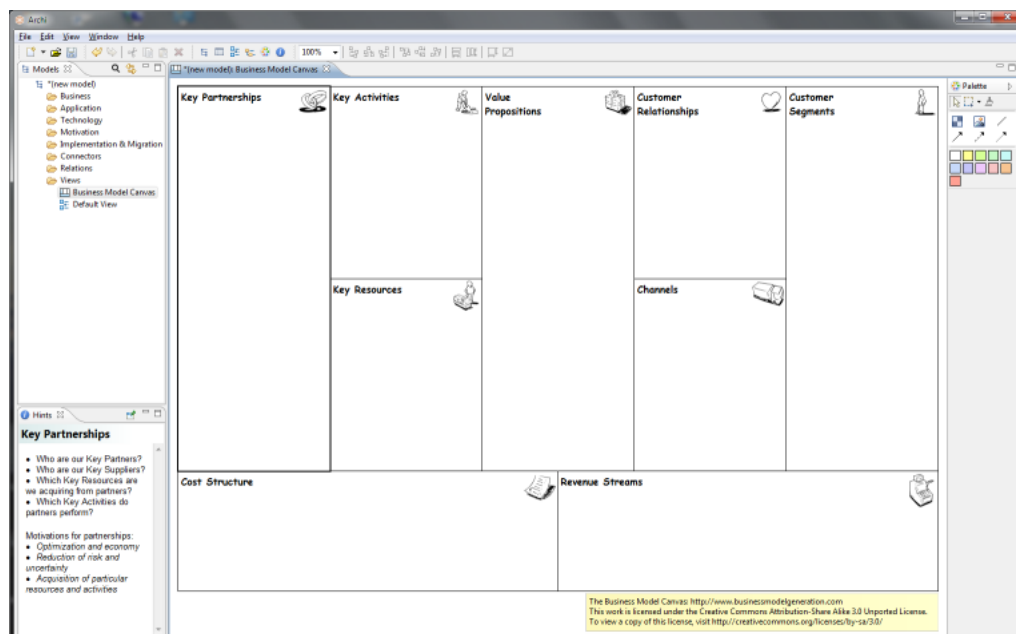 Archi
File Edit View Window Help
100%
Models
*(new model): Business Model Canvas
*(new model)
Business
Application
Technology
Motivation
Implementation & Migration
Connectors
Relations
Views
Business Model Canvas
Default View
Key Partnerships
Key Activities
Value
Propositions
Customer
Relationships
Customer
Segments
Key Resources
Channels
Cost Structure
Revenue Streams
Palette
Hints
Key Partnerships
• Who are our Key Partners?
• Who are our Key Suppliers?
• Which Key Resources are
we acquiring from partners?
• Which Key Activities do
partners perform?
Motivations for partnerships:
• Optimization and economy
• Reduction of risk and
uncertainty
• Acquisition of particular
resources and activities
The Business Model Canvas: http://www.businessmodelgeneration.com
This work is licensed under the Creative Commons Attribution-Share Alike 3.0 Unported License.
To view a copy of this license, visit http://creativecommons.org/licenses/by-sa/3.0/